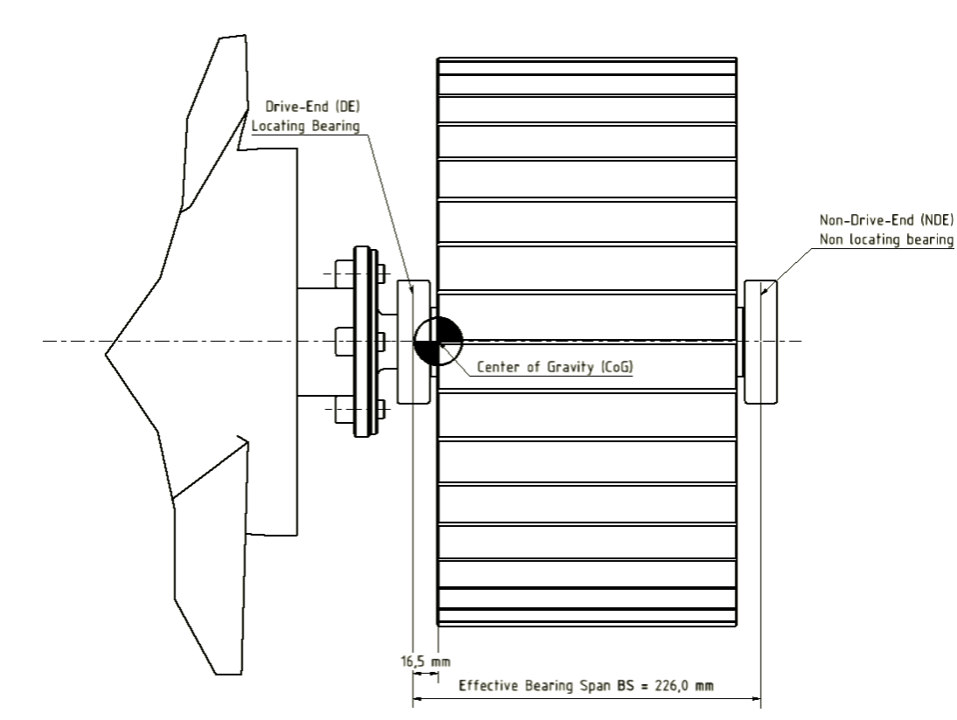 Drive-End (DE)
Locating Bearing
Non-Drive-End (NDE)
Non locating bearing
Center of Gravity (CoG)
16,5 mm
Effective Bearing Span BS = 226,0 mm